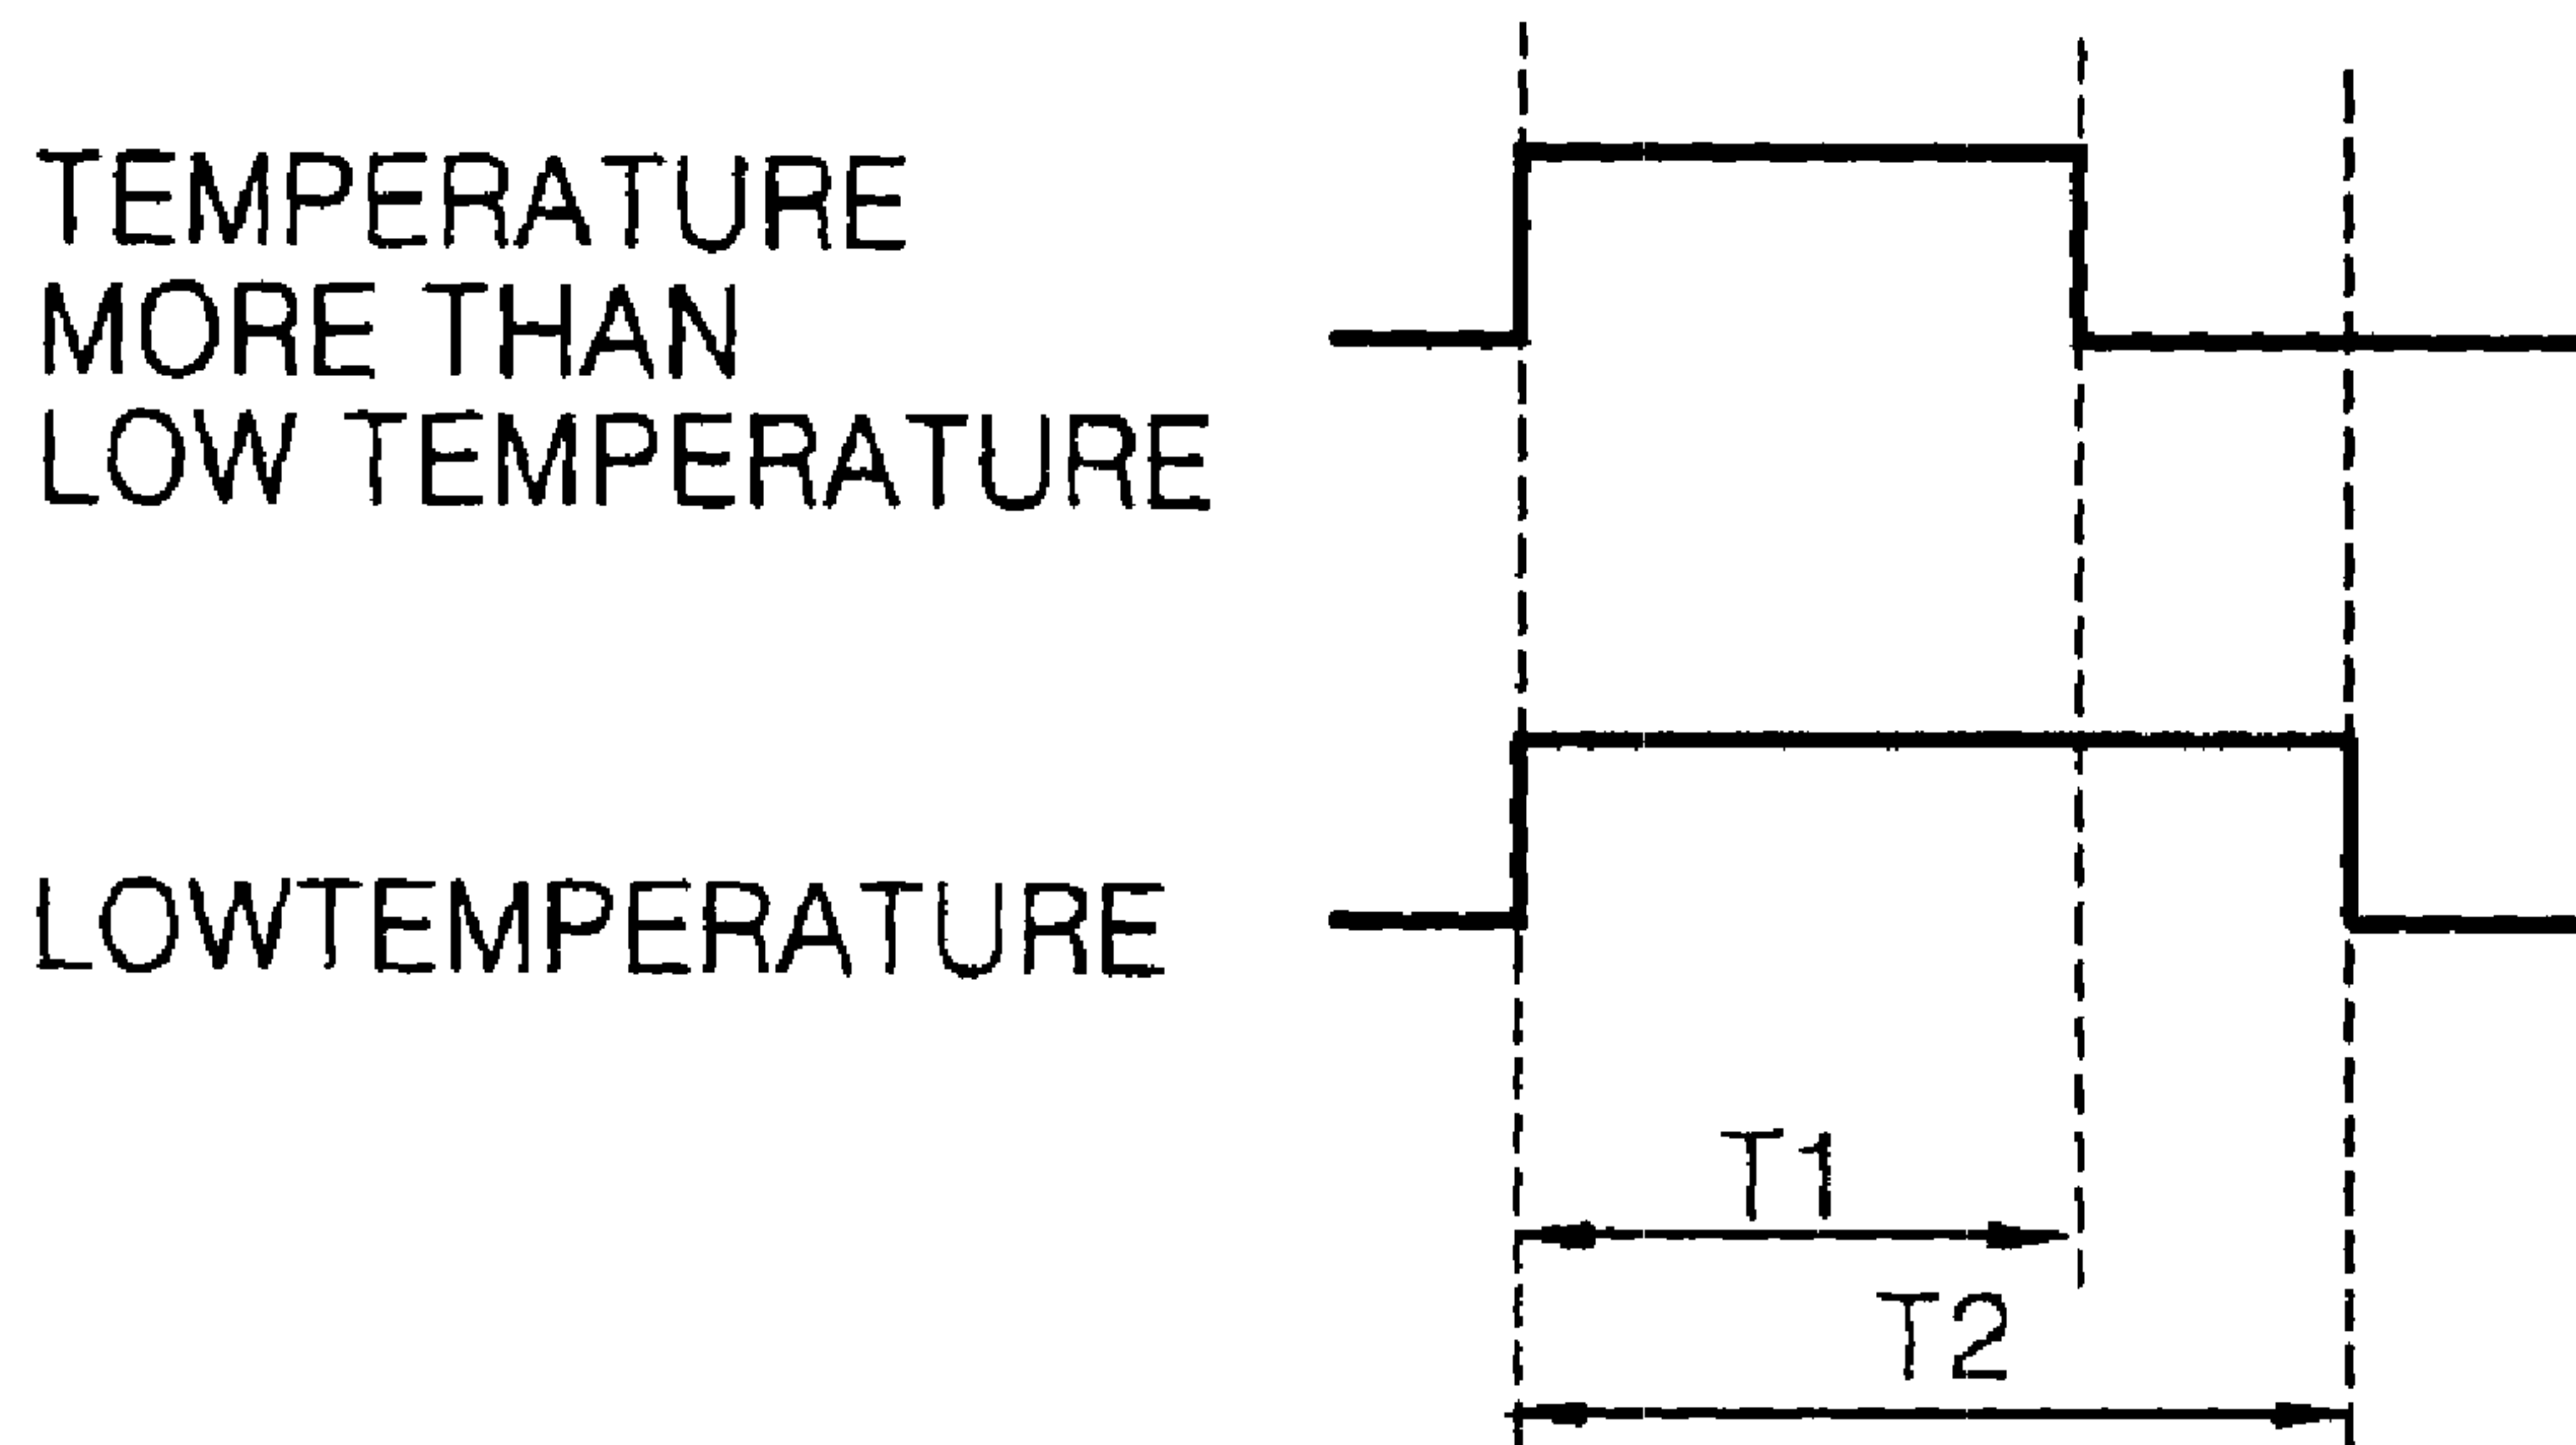 TEMPERATURE
MORE THAN
LOW TEMPERATURE
LOWTEMPERATURE
T1
T2